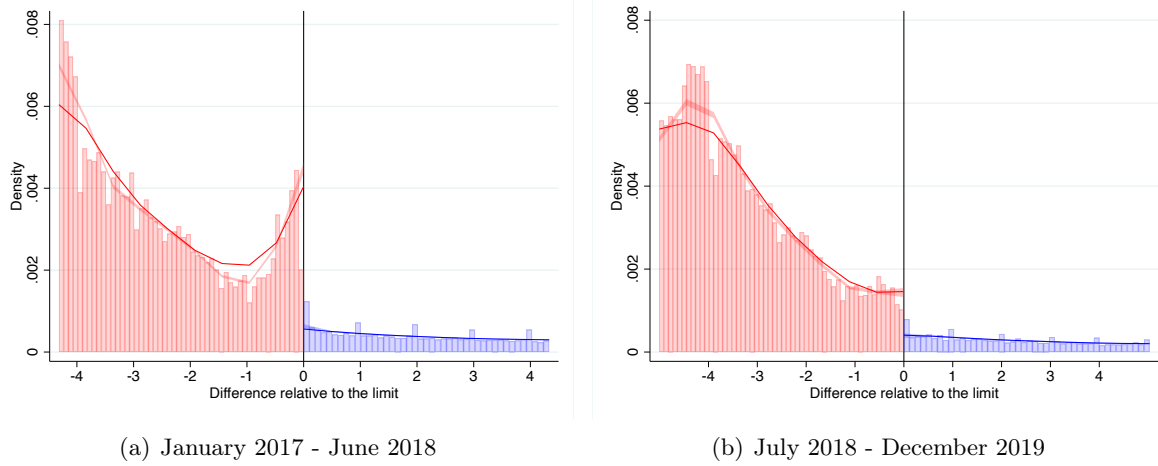 .008
.006
.004
.002
0
Density
-4 -3 -2 -1 0 1 2 3 4
Difference relative to the limit
(a) January 2017 - June 2018
.008
.006
.004
.002
0
Density
-4 -3 -2 -1 0 1 2 3 4
Difference relative to the limit
(b) July 2018 - December 2019